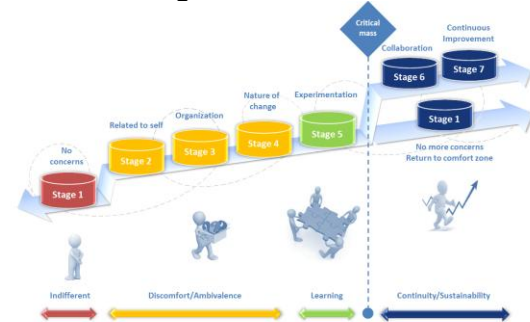 Critical
mass
Continuous
Improvement
Collaboration
Stage 6
Stage 7
Nature of
change
Experimentation
Organization
Related to self
Stage 5
Stage 1
Stage 4
Stage 3
Stage 2
No
concerns
Stage 1
No more concerns
Return to comfort zone
Indifferent
Discomfort/Ambivalence
Learning
Continuity/Sustainability